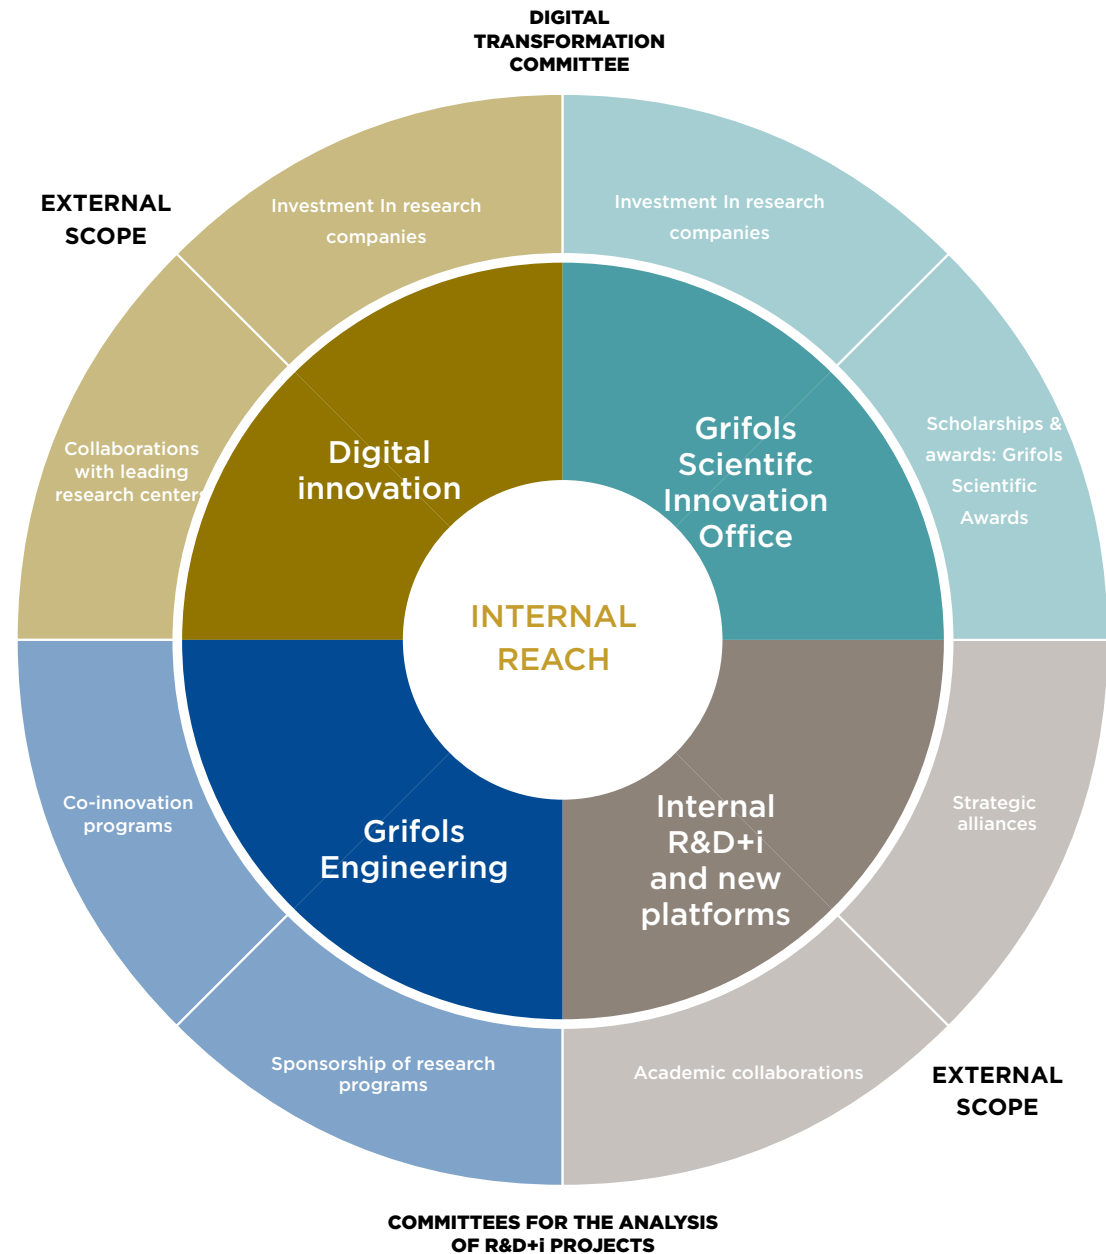 DIGITAL
TRANSFORMATION
COMMITTEE
EXTERNAL
SCOPE
Investment In research
companies
Investment In research
companies
Collaborations
with leading
research centers
Digital
innovation
Grifols
Scientifc
Innovation
Office
Scholarships &
awards: Grifols
Scientific
Awards
INTERNAL
REACH
Co-innovation
programs
Grifols
Engineering
Internal
R&D+i
and new
platforms
Strategic
alliances
Sponsorship of research
programs
Academic collaborations
EXTERNAL
SCOPE
COMMITTEES FOR THE ANALYSIS
OF R&D+i PROJECTS